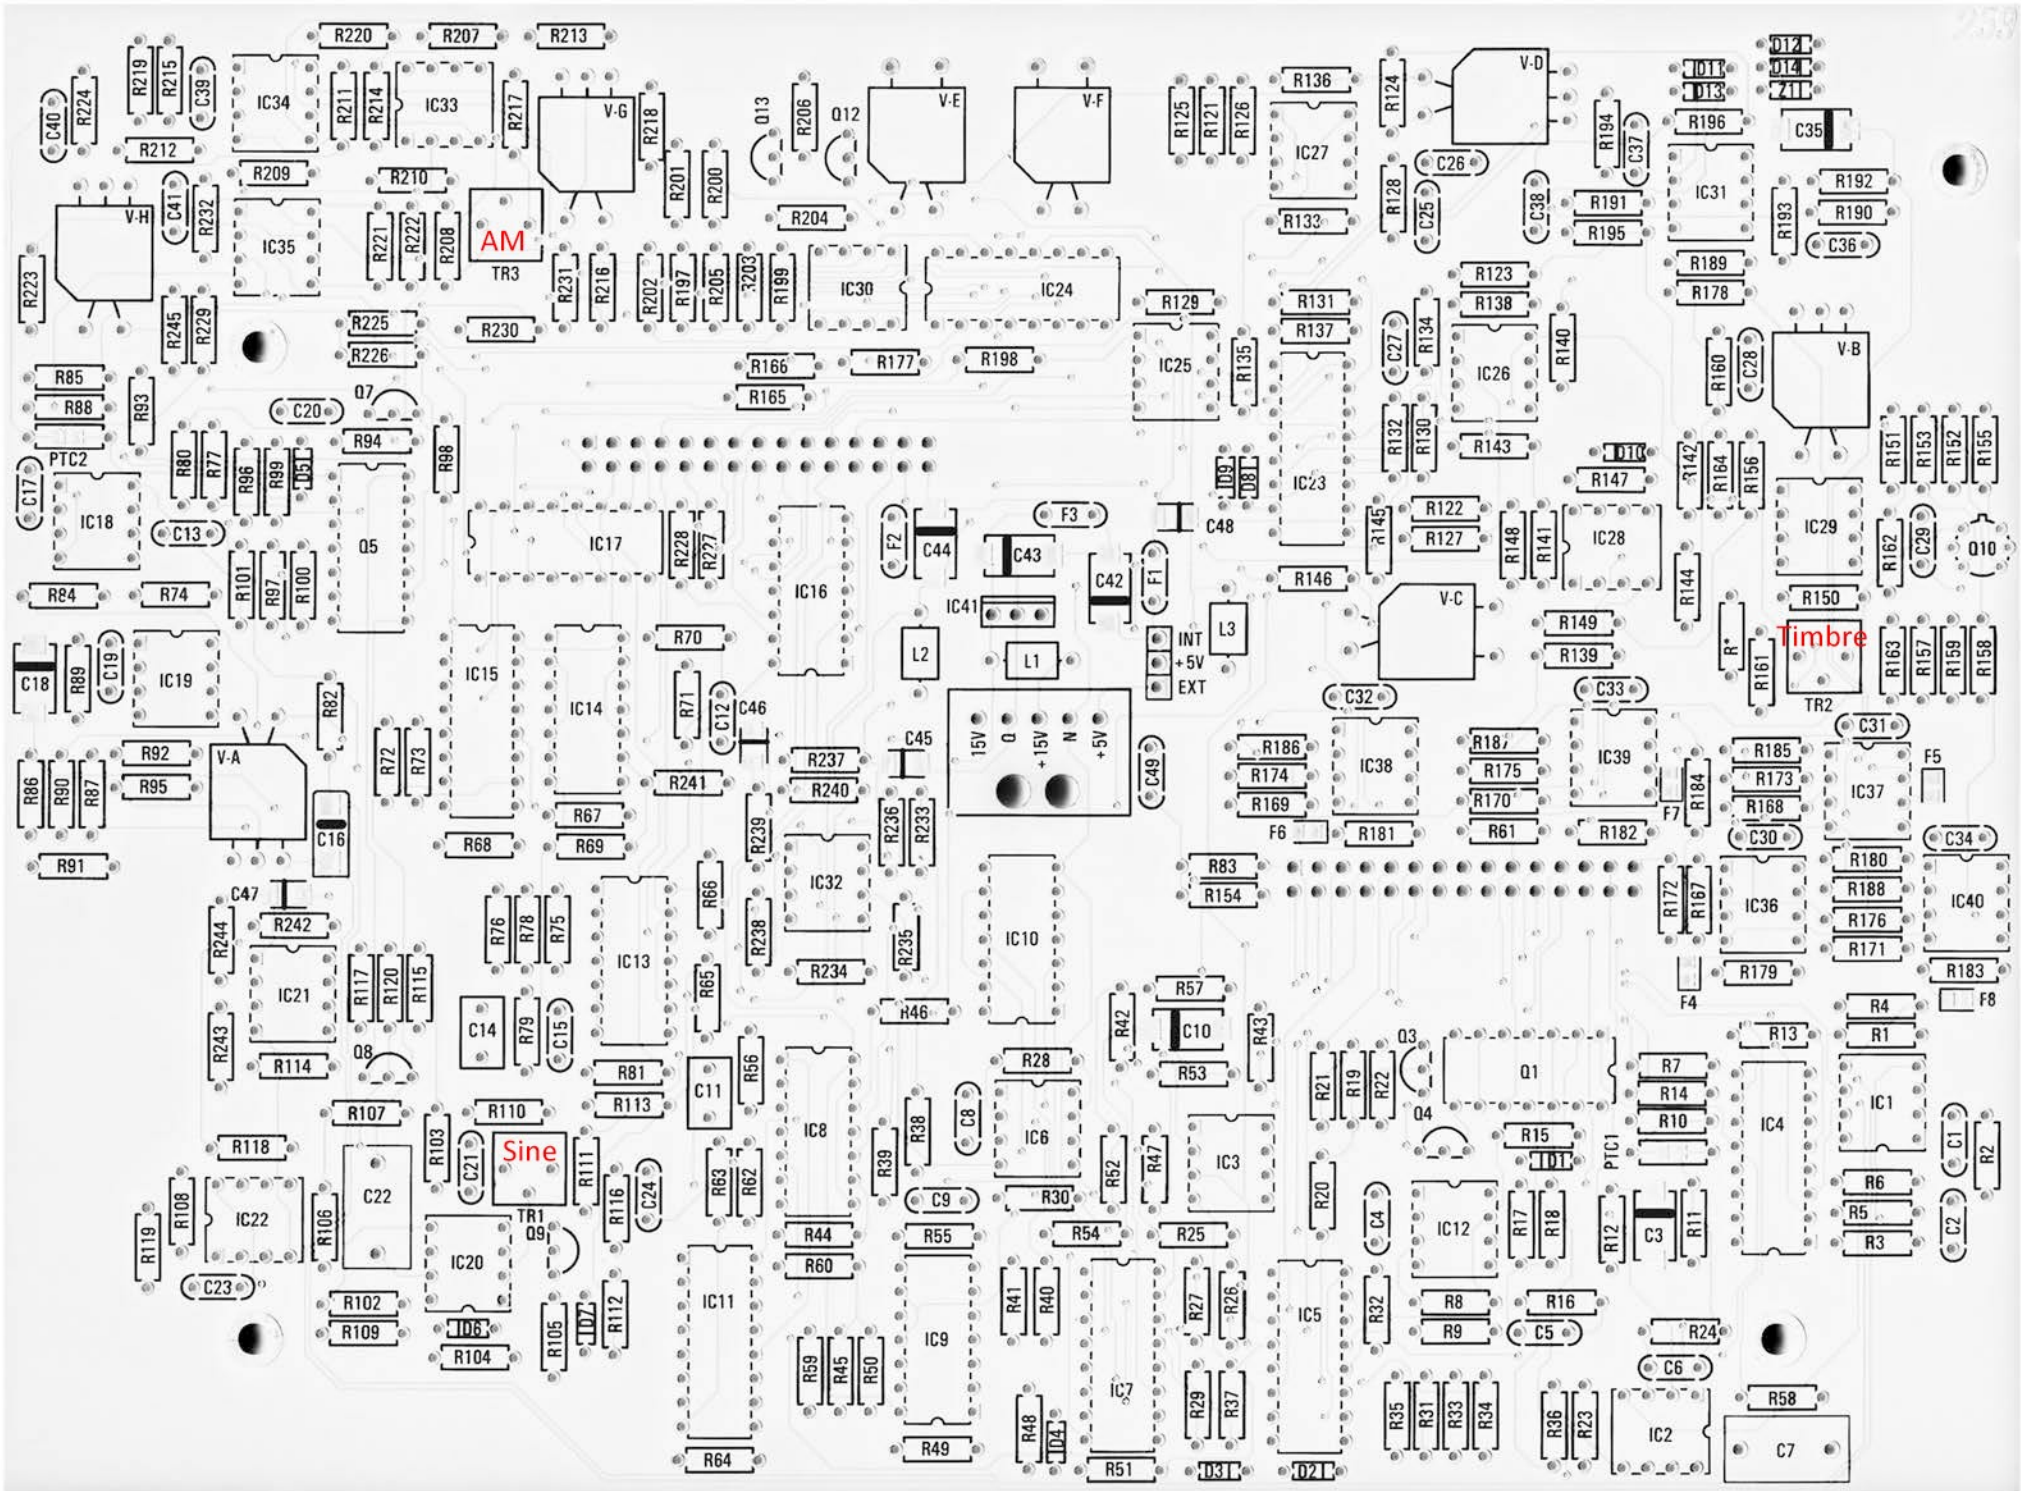 R220 R207 R213 259 D12
R219 R215 R224 C39 C40 IC34 R211 R214 IC33 R217 V-G R218 Q13 R206 Q12 V-E V-F R125 R121 R126 R136 R124 V-D D11 D14
D13 Z1
R194 C37 R196 C35
R212 R201 R200 IC27 C26
R209 R210 R128 C25 C38 R191 IC31 R193 R192
V-H C41 R232 IC35 R221 R222 R208 AM R204 R133 R195 R190
C36
TR3
R223 R245 R229 R231 R216 R202 R197 R205 R203 R199 IC30 IC24 R123 R189
R129 R131 R138 R178
R225 R230 R137 C27 R134 R140
R226 R166 R177 R198 IC25 R135 IC26 R160 C28 V-B
R85 R93 Q7 R165
R88 C20 R132 R130
R94 R98 R143 D10 R142 R164 R156 R151 R153 R152 R155
PTC2 R80 R77 R96 R99 D5 D9 D8 IC23 R147
C17 IC18 C13 Q5 IC17 R228 R227 F2 C44 F3 C48 R145 R122 R148 R141 IC28 IC29 R162 C29 Q10
C43 R127
R101 R97 R100 IC16 C42 F1 R146 R144
R84 R74 IC41 V-C R150
R70 INT L3 R149 R* Timbre
C18 R89 C19 IC19 IC15 L2 L1 +5V R139 R161 R163 R157 R159 R158
R82 IC14 R71 C12 EXT C32 C33 TR2
C46 C45 15V Q +15V N +5V C31
R92 V-A R72 R73 R237 C49 R186 IC38 R187 IC39 R185 IC37 F5
R86 R90 R87 R95 R241 R240 R174 R175 R184 R173
R67 R239 R236 R233 R169 R170 F7 R168
C16 R68 R69 F6 R181 R61 R182 C30 C34
R91 R83 R180
C47 R66 IC32 R154 R172 R167 IC36 R188 IC40
R244 R242 R76 R78 R75 IC13 R238 R235 IC10 R176
R171
IC21 R117 R120 R115 R65 R234 R179 R183
R57 F4 F8
R243 C14 R79 C15 R46 R42 C10 R43 R4
Q8 R13 R1
R114 R81 R56 R28 R53 R21 R19 R22 Q3 Q1 R7
R107 R110 R113 C11 IC8 R38 C8 IC6 Q4 R14 IC4 IC1
R10
R118 R103 C21 Sine R111 R39 R52 R47 IC3 R15 PTC1 C1 R2
D1
R119 R108 IC22 R106 C22 R116 C24 R63 R62 C9 R30 R20 C4 IC12 R17 R18 R12 C3 R11 R6
TR1 R5 C2
Q9 R44 R55 R54 R25 R3
C23 IC20 R60
R102 R105 D7 R112 IC11 R41 R40 R27 R26 IC5 R32 R8 R16
R109 D6 IC9 R9 C5 R24
R104 R59 R45 R50 IC7 R29 R37 C6
R35 R31 R33 R34 R36 R23 IC2 R58
R48 D4 C7
R64 R49 R51 D3 D2